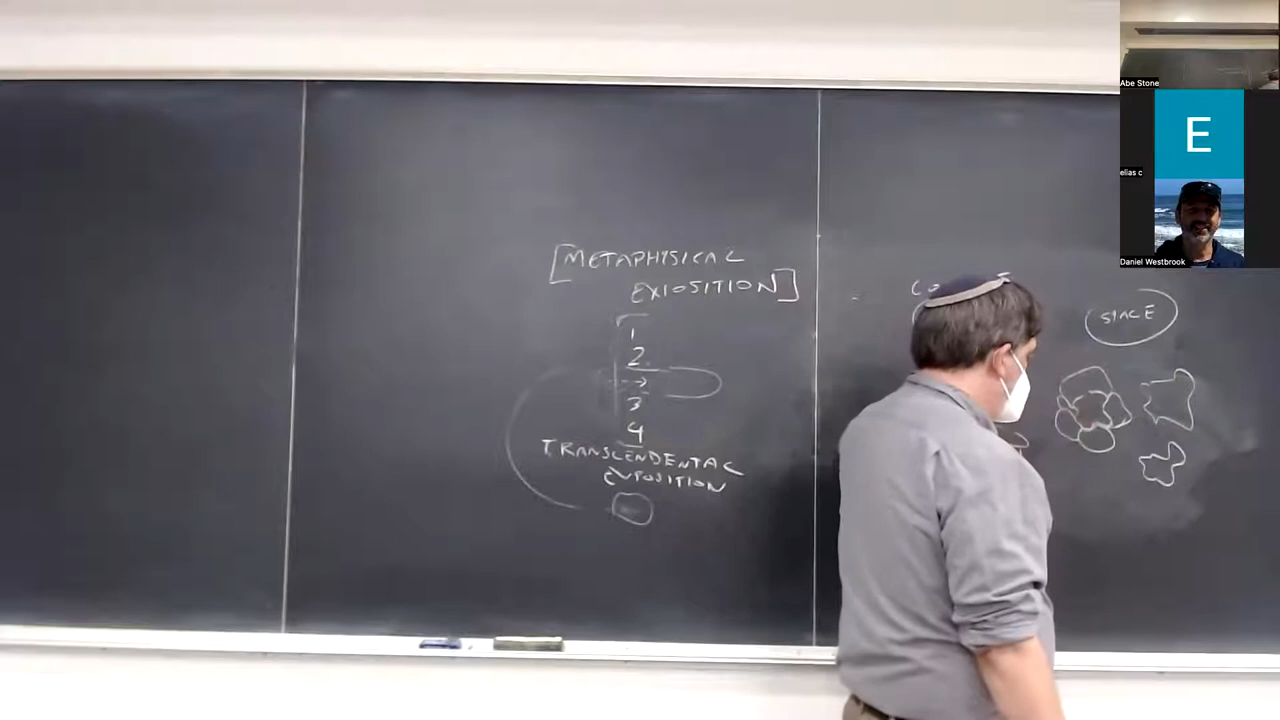 [METAPHYSICAL
EXPOSITION]
1
2
→
3
4
TRANSCENDENTAL
EXPOSITION
SPACE
Abe Stone
E
elias c
Daniel Westbrook